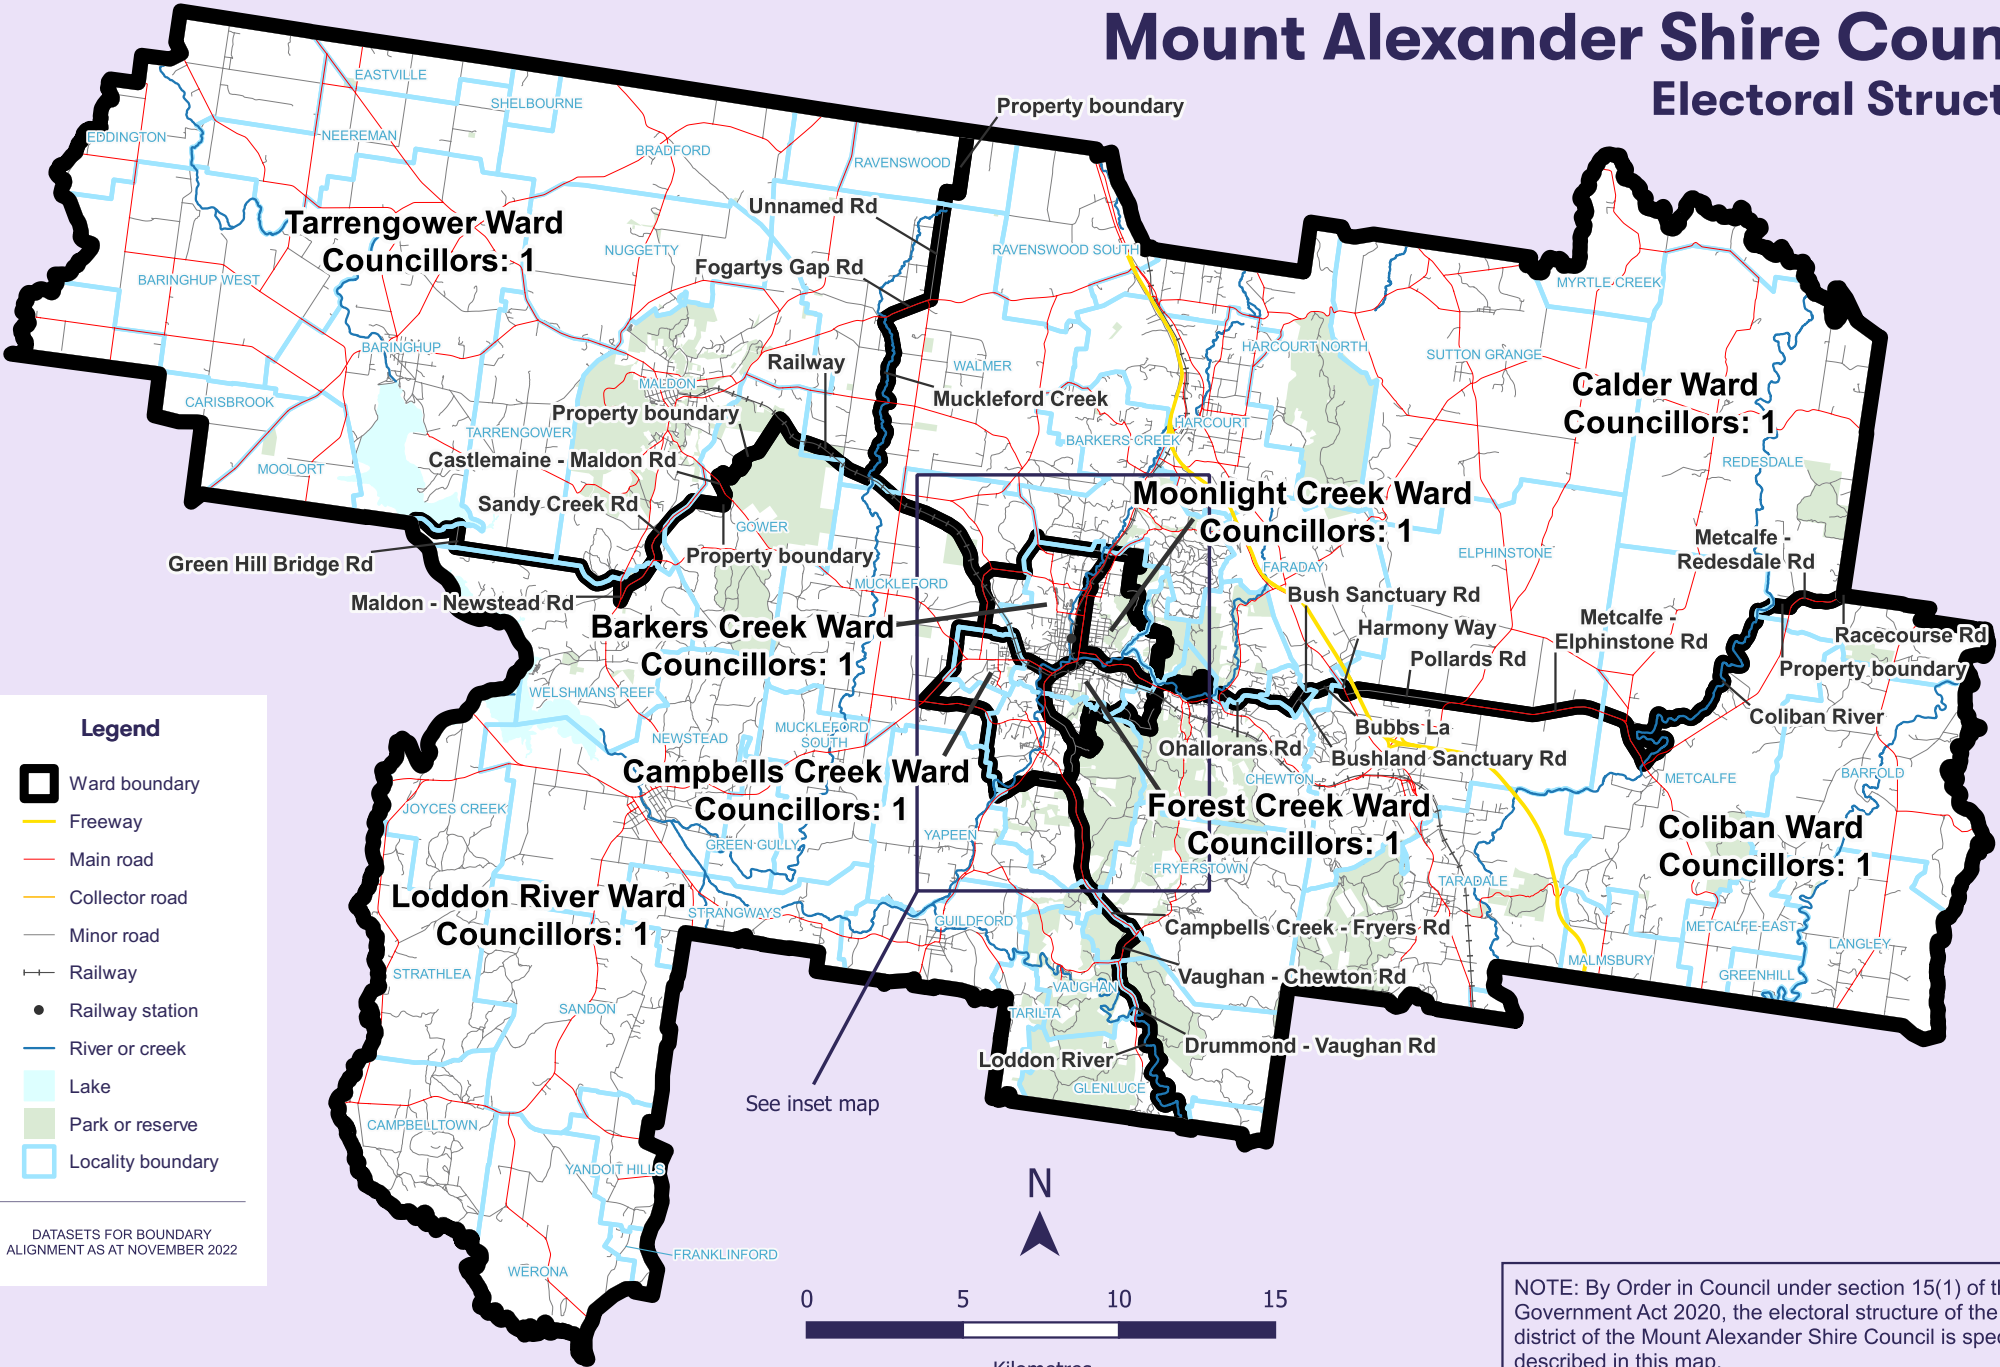 Mount Alexander Shire Coun
Electoral Struct
Property boundary
EASTVILLE
SHELBOURNE
EDDINGTON
NEEREMAN
BRADFORD
RAVENSWOOD
Tarrengower Ward
Councillors: 1
Unnamed Rd
NUGGETTY
RAVENSWOOD SOUTH
Fogartys Gap Rd
BARINGHUP WEST
MYRTLE CREEK
BARINGHUP
Railway
WALMER
HARCOURT NORTH
SUTTON GRANGE
MALDON
Calder Ward
Councillors: 1
CARISBROOK
Muckleford Creek
Property boundary
HARCOURT
TARRENGOWER
BARKERS CREEK
Castlemaine - Maldon Rd
MOOLORT
REDESDALE
Moonlight Creek Ward
Councillors: 1
Sandy Creek Rd
GOWER
Property boundary
Green Hill Bridge Rd
ELPHINSTONE
Metcalfe -
Redesdale Rd
FARADAY
MUCKLEFORD
Maldon - Newstead Rd
Bush Sanctuary Rd
Harmony Way
Metcalfe -
Elphinstone Rd
Barkers Creek Ward
Councillors: 1
Racecourse Rd
Pollards Rd
Property boundary
WELSHMANS REEF
Coliban River
NEWSTEAD
MUCKLEFORD
SOUTH
Bubbs La
Ohallorans Rd
Bushland Sanctuary Rd
Campbells Creek Ward
Councillors: 1
CHEWTON
METCALFE
BARFOLD
JOYCES CREEK
Forest Creek Ward
Councillors: 1
YAPEEN
GREEN GULLY
Coliban Ward
Councillors: 1
FRYERSTOWN
TARADALE
Loddon River Ward
Councillors: 1
STRANGWAYS
GUILDFORD
Campbells Creek - Fryers Rd
METCALFE EAST
LANGLEY
STRATHLEA
MALMSBURY
GREENHILL
Vaughan - Chewton Rd
VAUGHAN
SANDON
TARILTA
Drummond - Vaughan Rd
Loddon River
GLENLUCE
See inset map
CAMPBELLTOWN
YANDOIT HILLS
FRANKLINFORD
WERONA
Legend
Ward boundary
Freeway
Main road
Collector road
Minor road
Railway
Railway station
River or creek
Lake
Park or reserve
Locality boundary
DATASETS FOR BOUNDARY
ALIGNMENT AS AT NOVEMBER 2022
N
0 5 10 15
Kilometres
NOTE: By Order in Council under section 15(1) of th
Government Act 2020, the electoral structure of the
district of the Mount Alexander Shire Council is spec
described in this map.